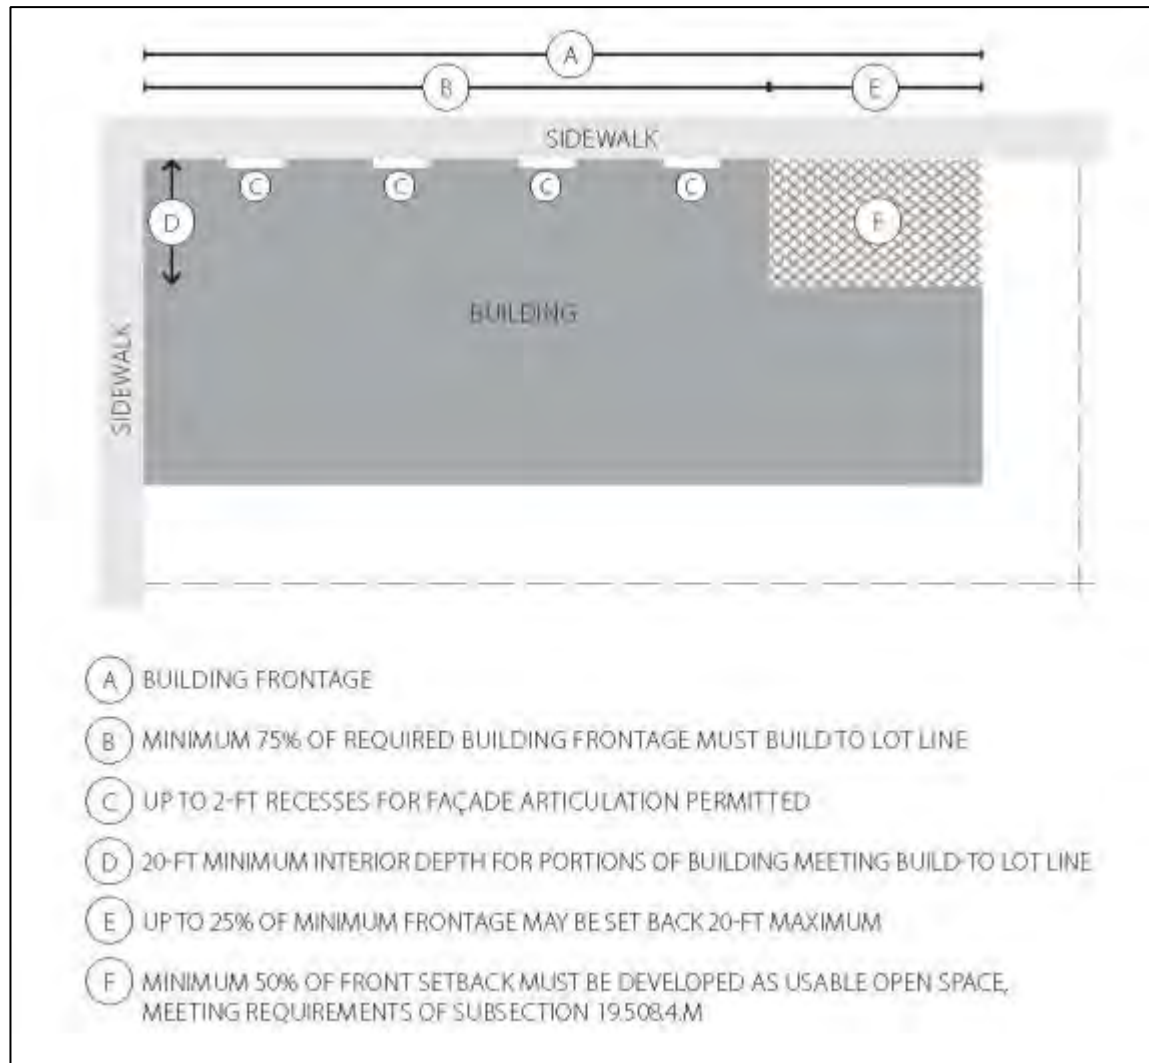 A
B
E
SIDEWALK
C
C
C
C
D
F
BUILDING
SIDEWALK
A BUILDING FRONTAGE
B MINIMUM 75% OF REQUIRED BUILDING FRONTAGE MUST BUILD TO LOT LINE
C UP TO 2-FT RECESSES FOR FAÇADE ARTICULATION PERMITTED
D 20-FT MINIMUM INTERIOR DEPTH FOR PORTIONS OF BUILDING MEETING BUILD-TO LOT LINE
E UP TO 25% OF MINIMUM FRONTAGE MAY BE SET BACK 20-FT MAXIMUM
F MINIMUM 50% OF FRONT SETBACK MUST BE DEVELOPED AS USABLE OPEN SPACE,
MEETING REQUIREMENTS OF SUBSECTION 19.508.4.M